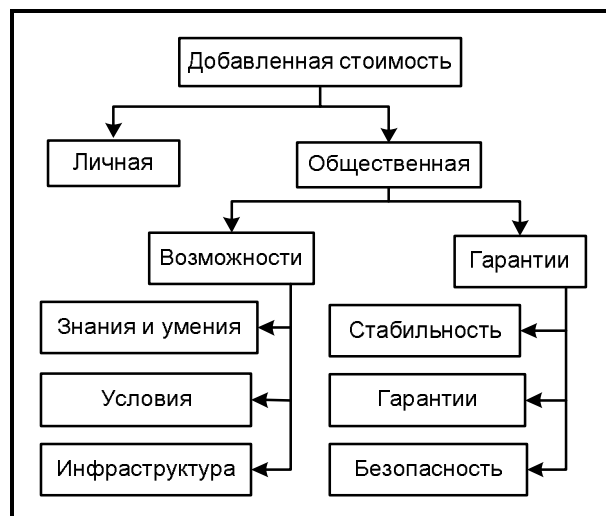 Добавленная стоимость
Личная
Общественная
Возможности
Гарантии
Знания и умения
Стабильность
Условия
Гарантии
Инфраструктура
Безопасность